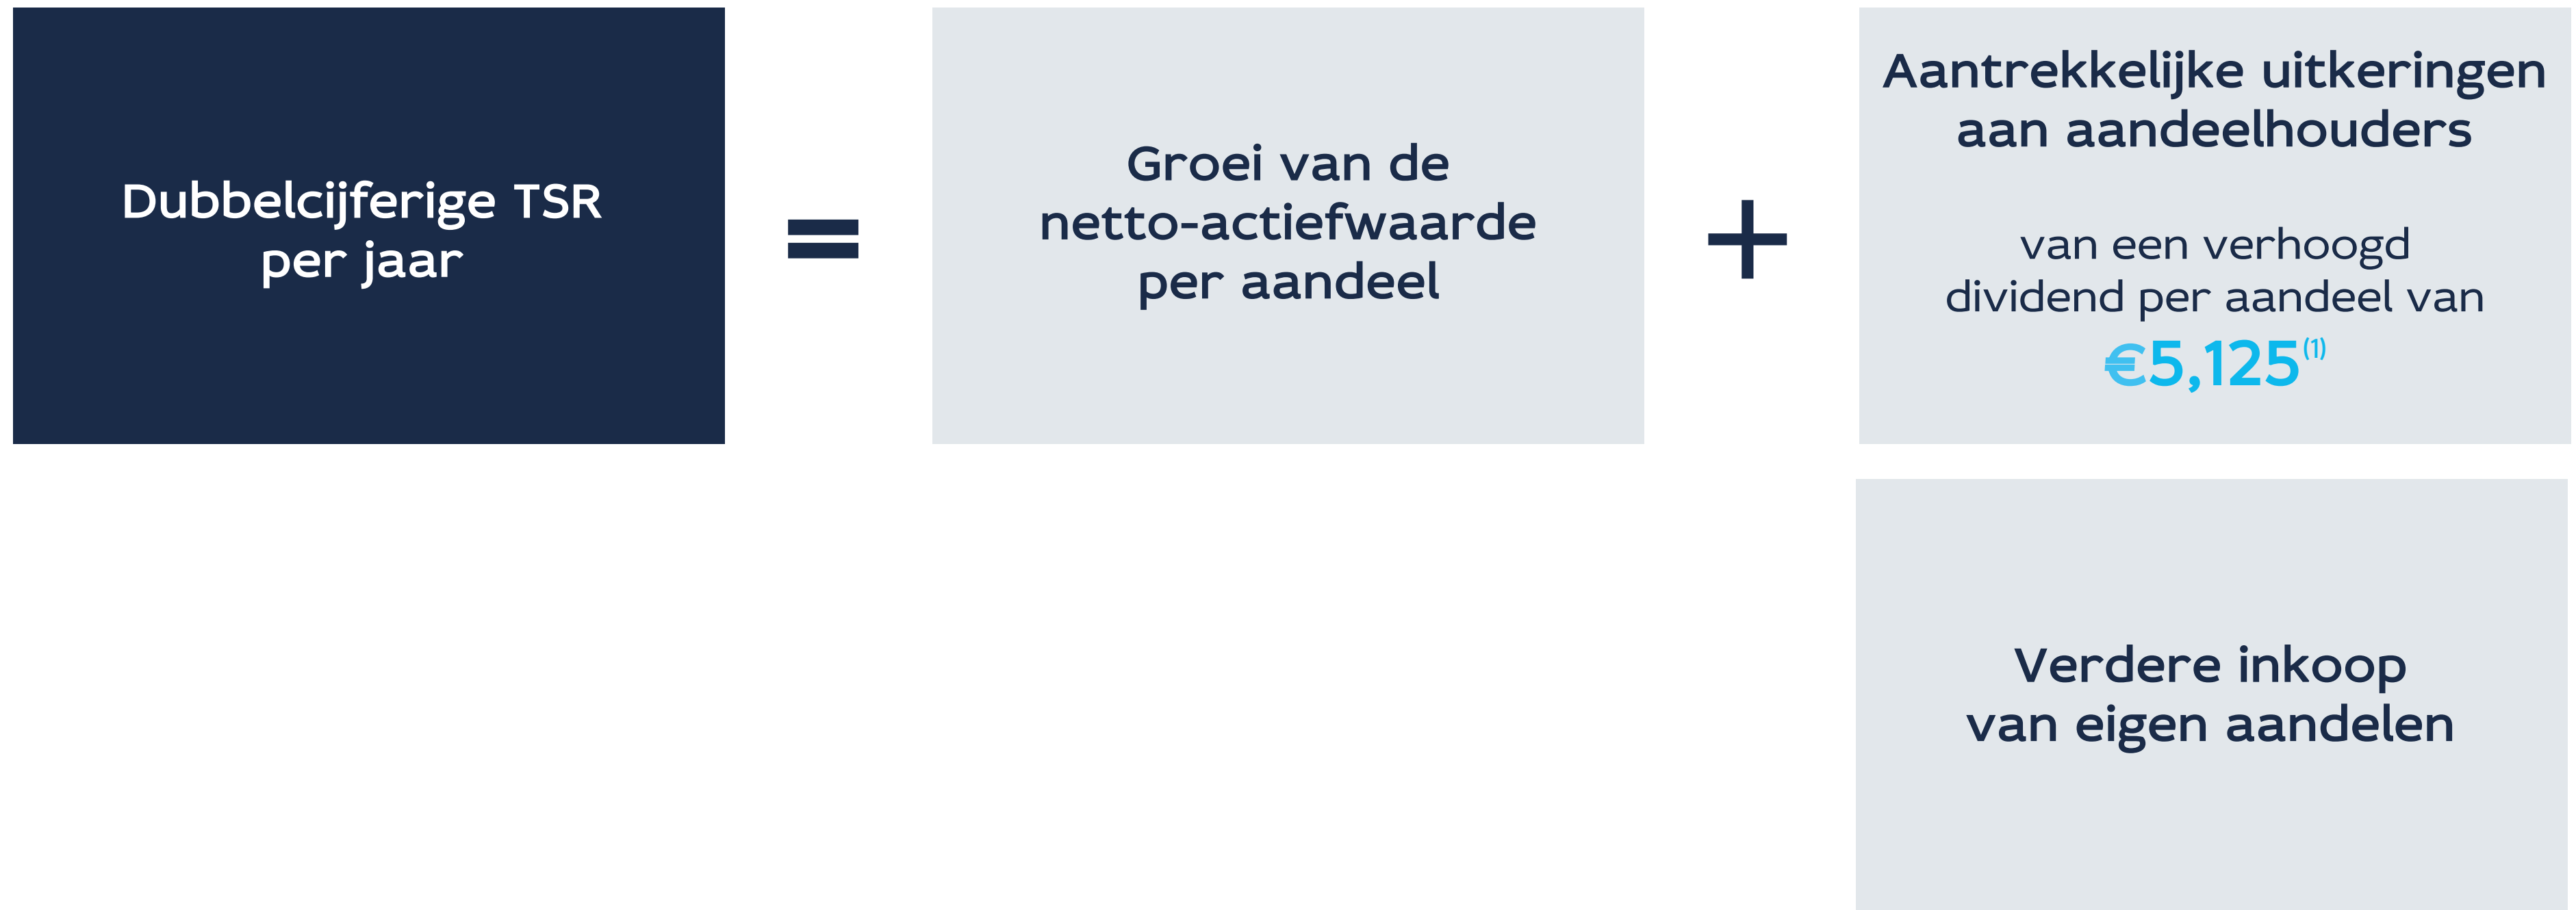 Dubbelcijferige TSR
per jaar
=
Groei van de
netto-actiefwaarde
per aandeel
+
Aantrekkelijke uitkeringen
aan aandeelhouders
van een verhoogd
dividend per aandeel van
€5,125(1)
Verdere inkoop
van eigen aandelen